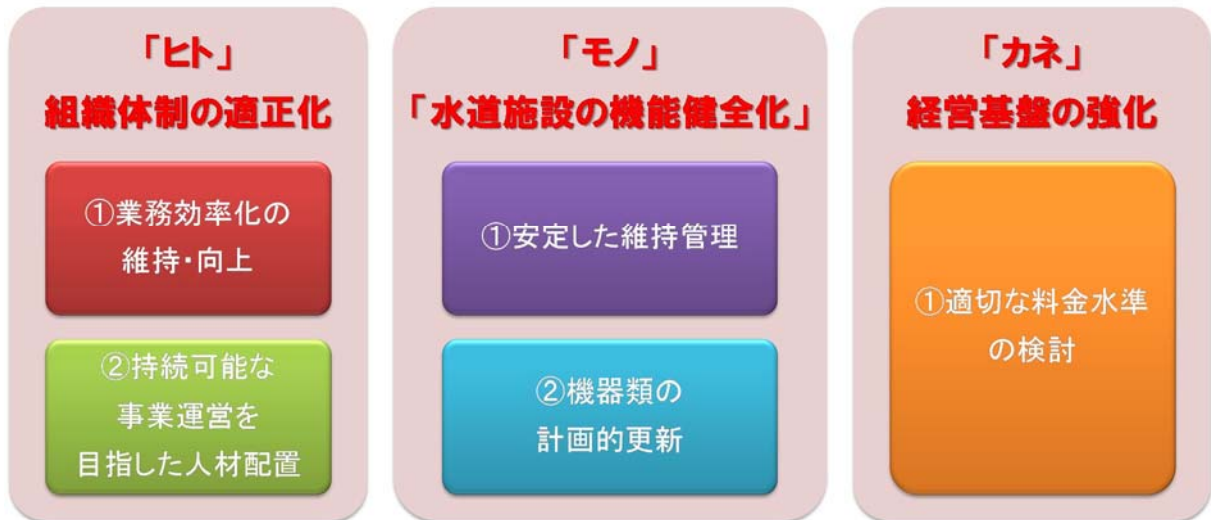 「ヒト」
組織体制の適正化
①業務効率化の
維持・向上
②持続可能な
事業運営を
目指した人材配置
「モノ」
「水道施設の機能健全化」
①安定した維持管理
②機器類の
計画的更新
「カネ」
経営基盤の強化
①適切な料金水準
の検討